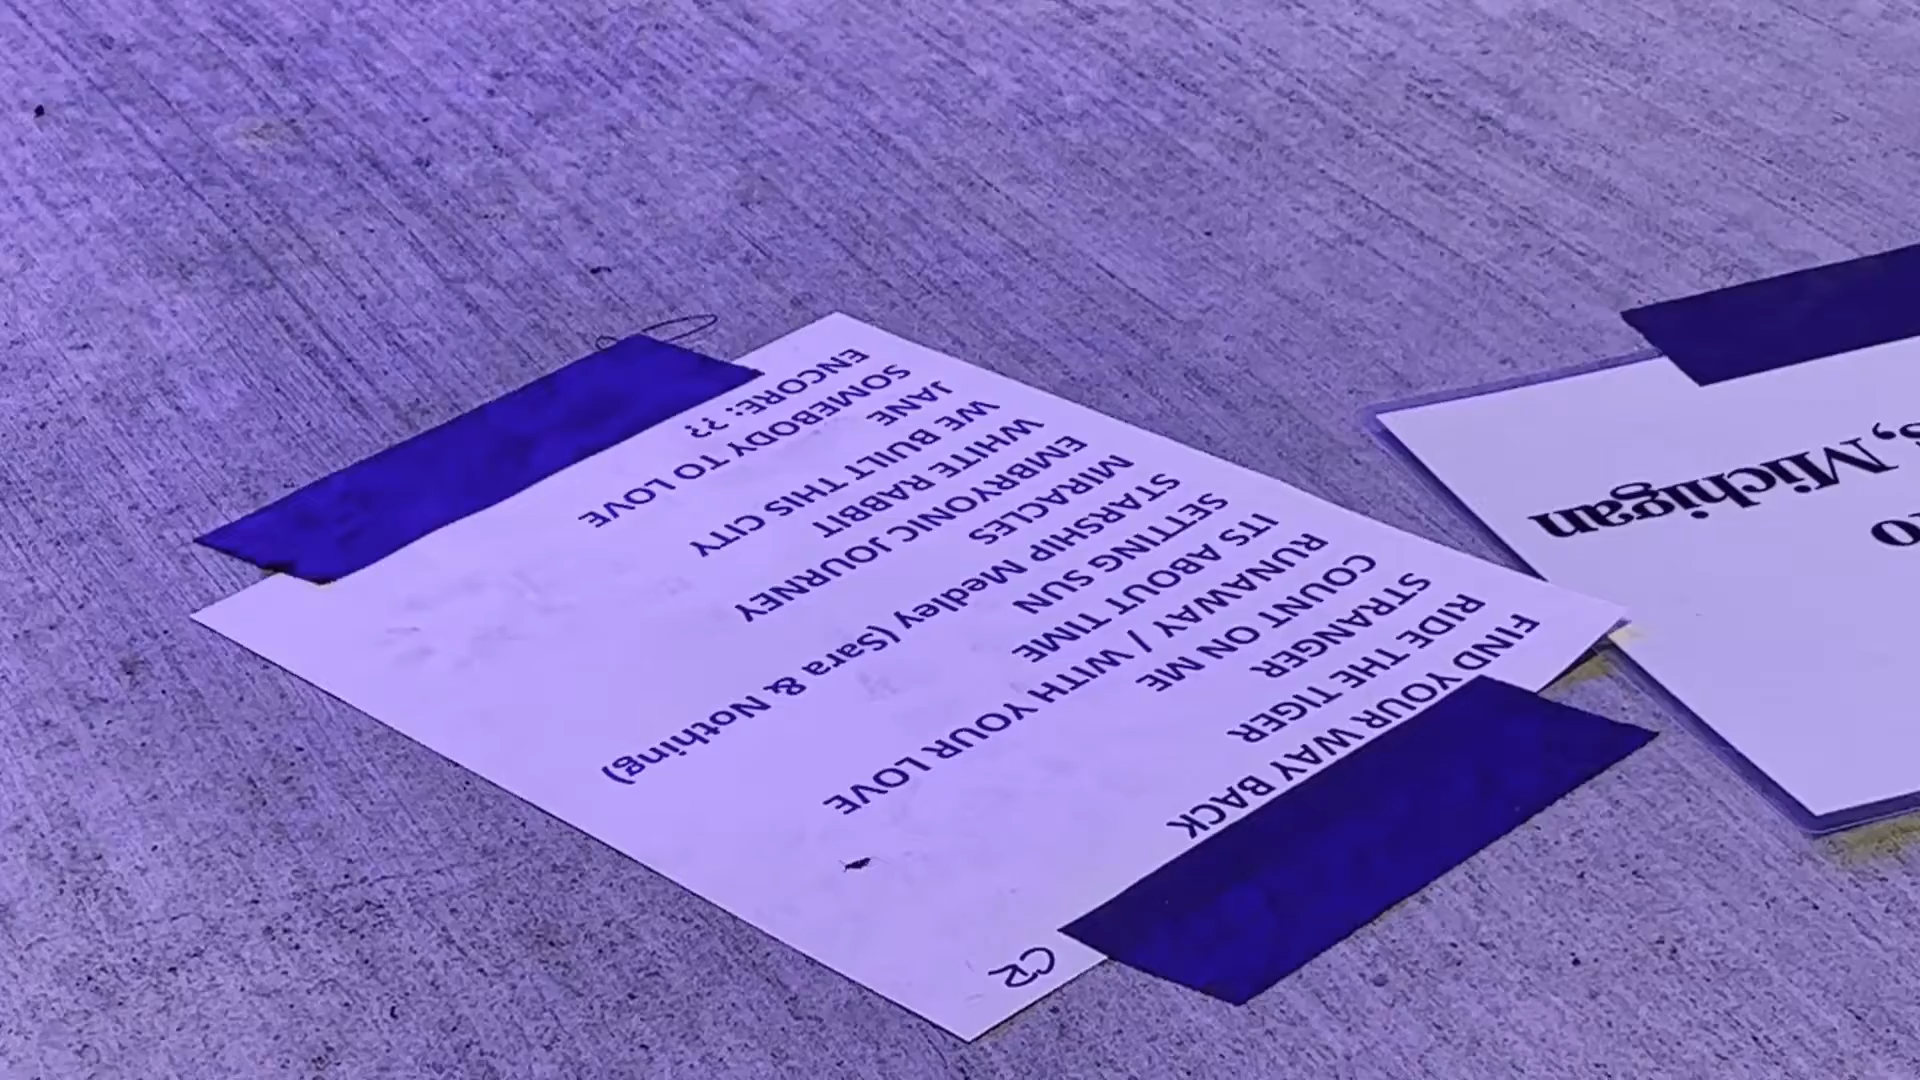 CR
FIND YOUR WAY BACK
RIDE THE TIGER
STRANGER
COUNT ON ME
RUNAWAY / WITH YOUR LOVE
ITS ABOUT TIME
SETTING SUN
STARSHIP Medley (Sara & Nothing)
MIRACLES
EMBRYONIC JOURNEY
WHITE RABBIT
WE BUILT THIS CITY
JANE
SOMEBODY TO LOVE
ENCORE: ??
Michigan